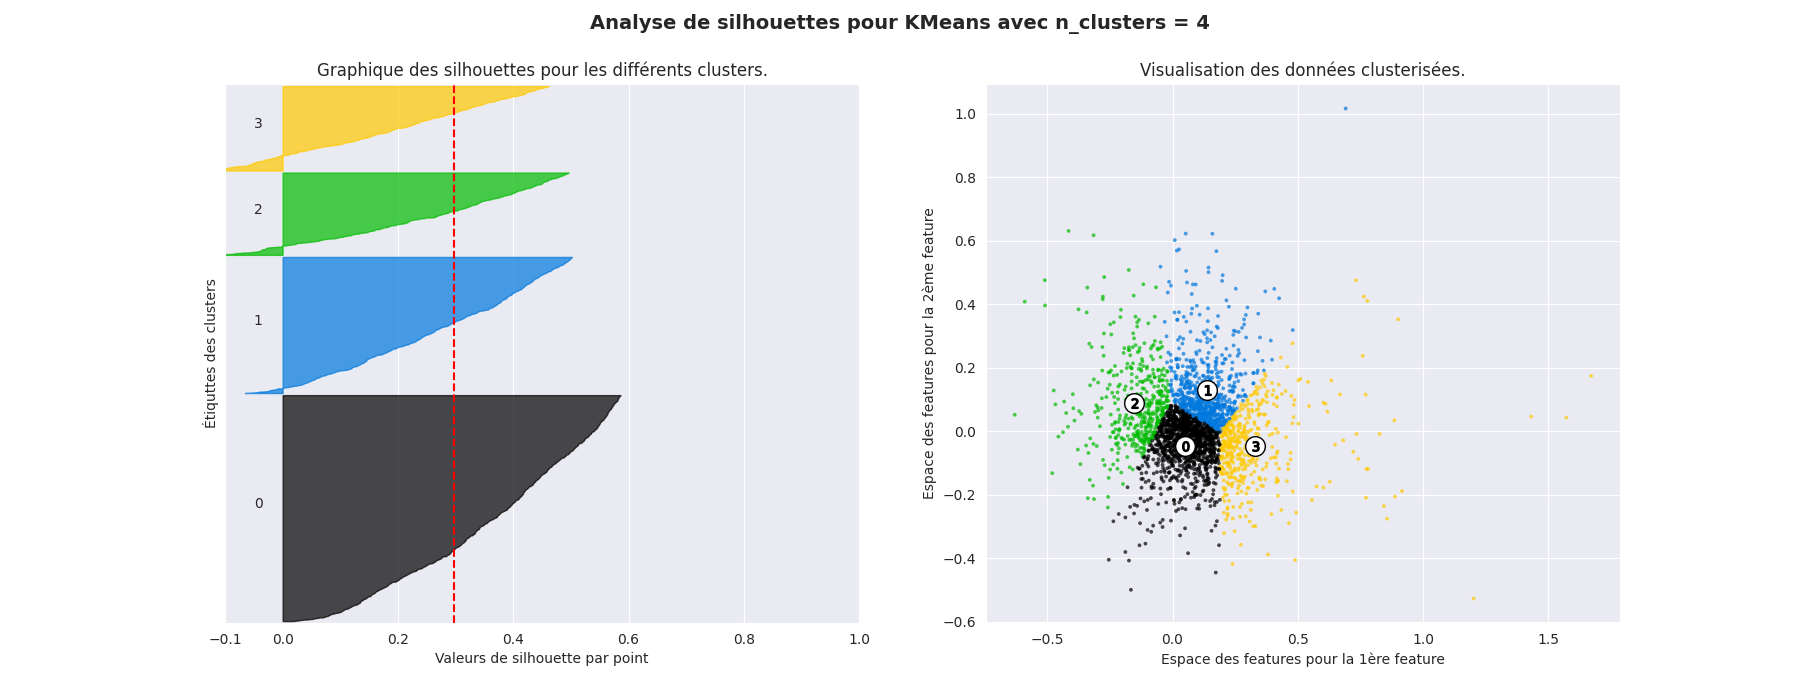 Analyse de silhouettes pour KMeans avec n_clusters = 4
Graphique des silhouettes pour les différents clusters.
Étiquttes des clusters
3
2
1
0
−0.1 0.0 0.2 0.4 0.6 0.8 1.0
Valeurs de silhouette par point
Visualisation des données clusterisées.
Espace des features pour la 2ème feature
1.0
0.8
0.6
0.4
0.2
0.0
−0.2
−0.4
−0.6
1
2
0
3
−0.5 0.0 0.5 1.0 1.5
Espace des features pour la 1ère feature